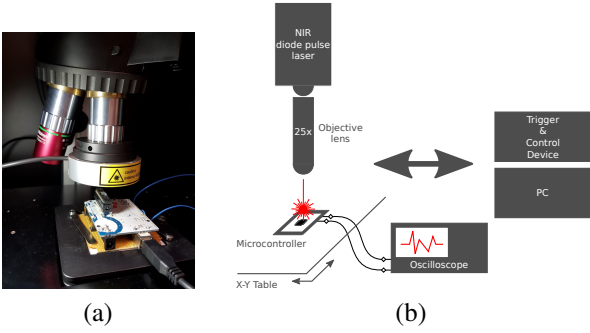 NIR
diode pulse
laser
25x
Objective
lens
Trigger
&
Control
Device
PC
Microcontroller
X-Y Table
Oscilloscope
(a)
(b)